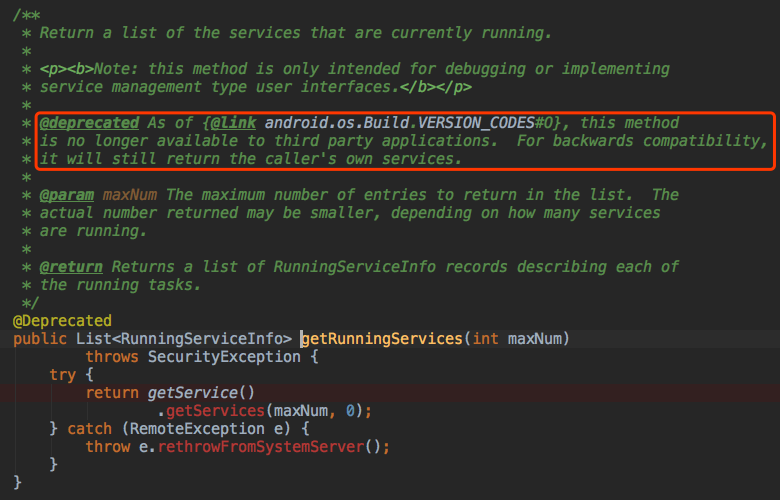 /**
 * Return a list of the services that are currently running.
 *
 * <p><b>Note: this method is only intended for debugging or implementing
 * service management type user interfaces.</b></p>
 *
 * @deprecated As of {@link android.os.Build.VERSION_CODES#O}, this method
 * is no longer available to third party applications.  For backwards compatibility,
 * it will still return the caller's own services.
 *
 * @param maxNum The maximum number of entries to return in the list.  The
 * actual number returned may be smaller, depending on how many services
 * are running.
 *
 * @return Returns a list of RunningServiceInfo records describing each of
 * the running tasks.
 */
@Deprecated
public List<RunningServiceInfo> getRunningServices(int maxNum)
        throws SecurityException {
    try {
        return getService()
                .getServices(maxNum, 0);
    } catch (RemoteException e) {
        throw e.rethrowFromSystemServer();
    }
}